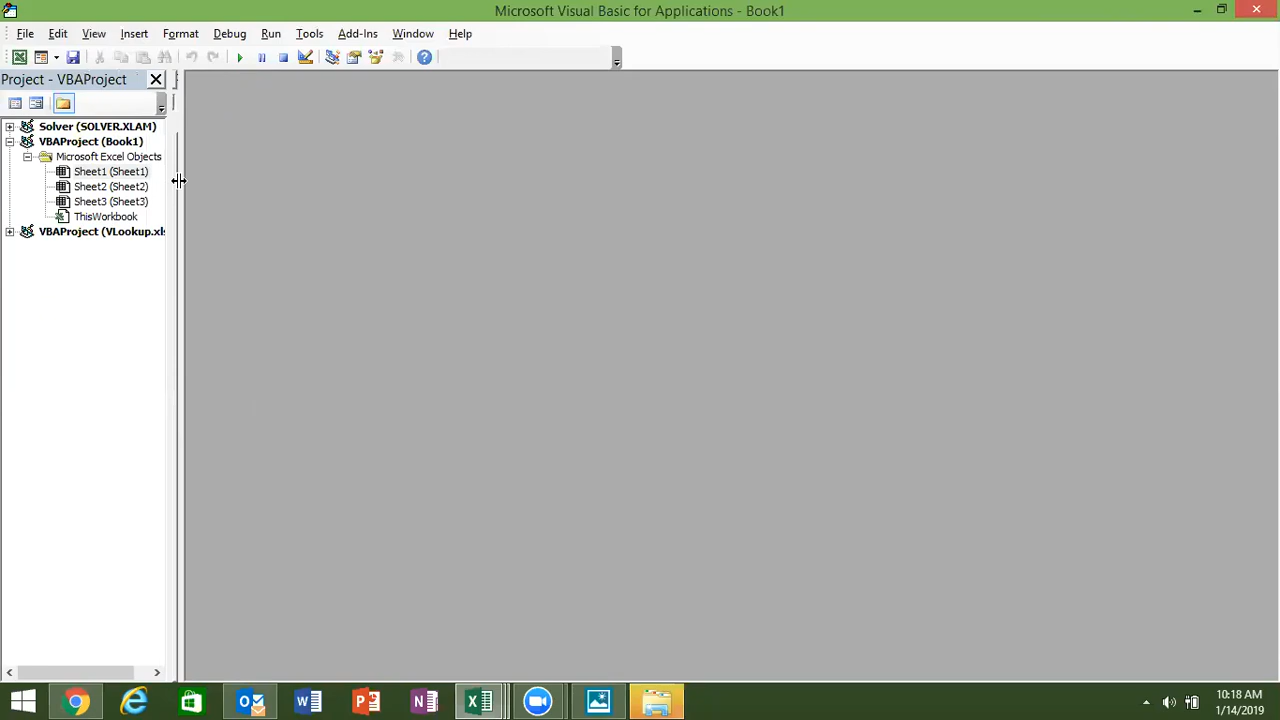 Microsoft Visual Basic for Applications - Book1
File Edit View Insert Format Debug Run Tools Add-Ins Window Help
Project - VBAProject
Solver (SOLVER.XLAM)
VBAProject (Book1)
Microsoft Excel Objects
Sheet1 (Sheet1)
Sheet2 (Sheet2)
Sheet3 (Sheet3)
ThisWorkbook
VBAProject (VLookup.xls
10:18 AM
1/14/2019